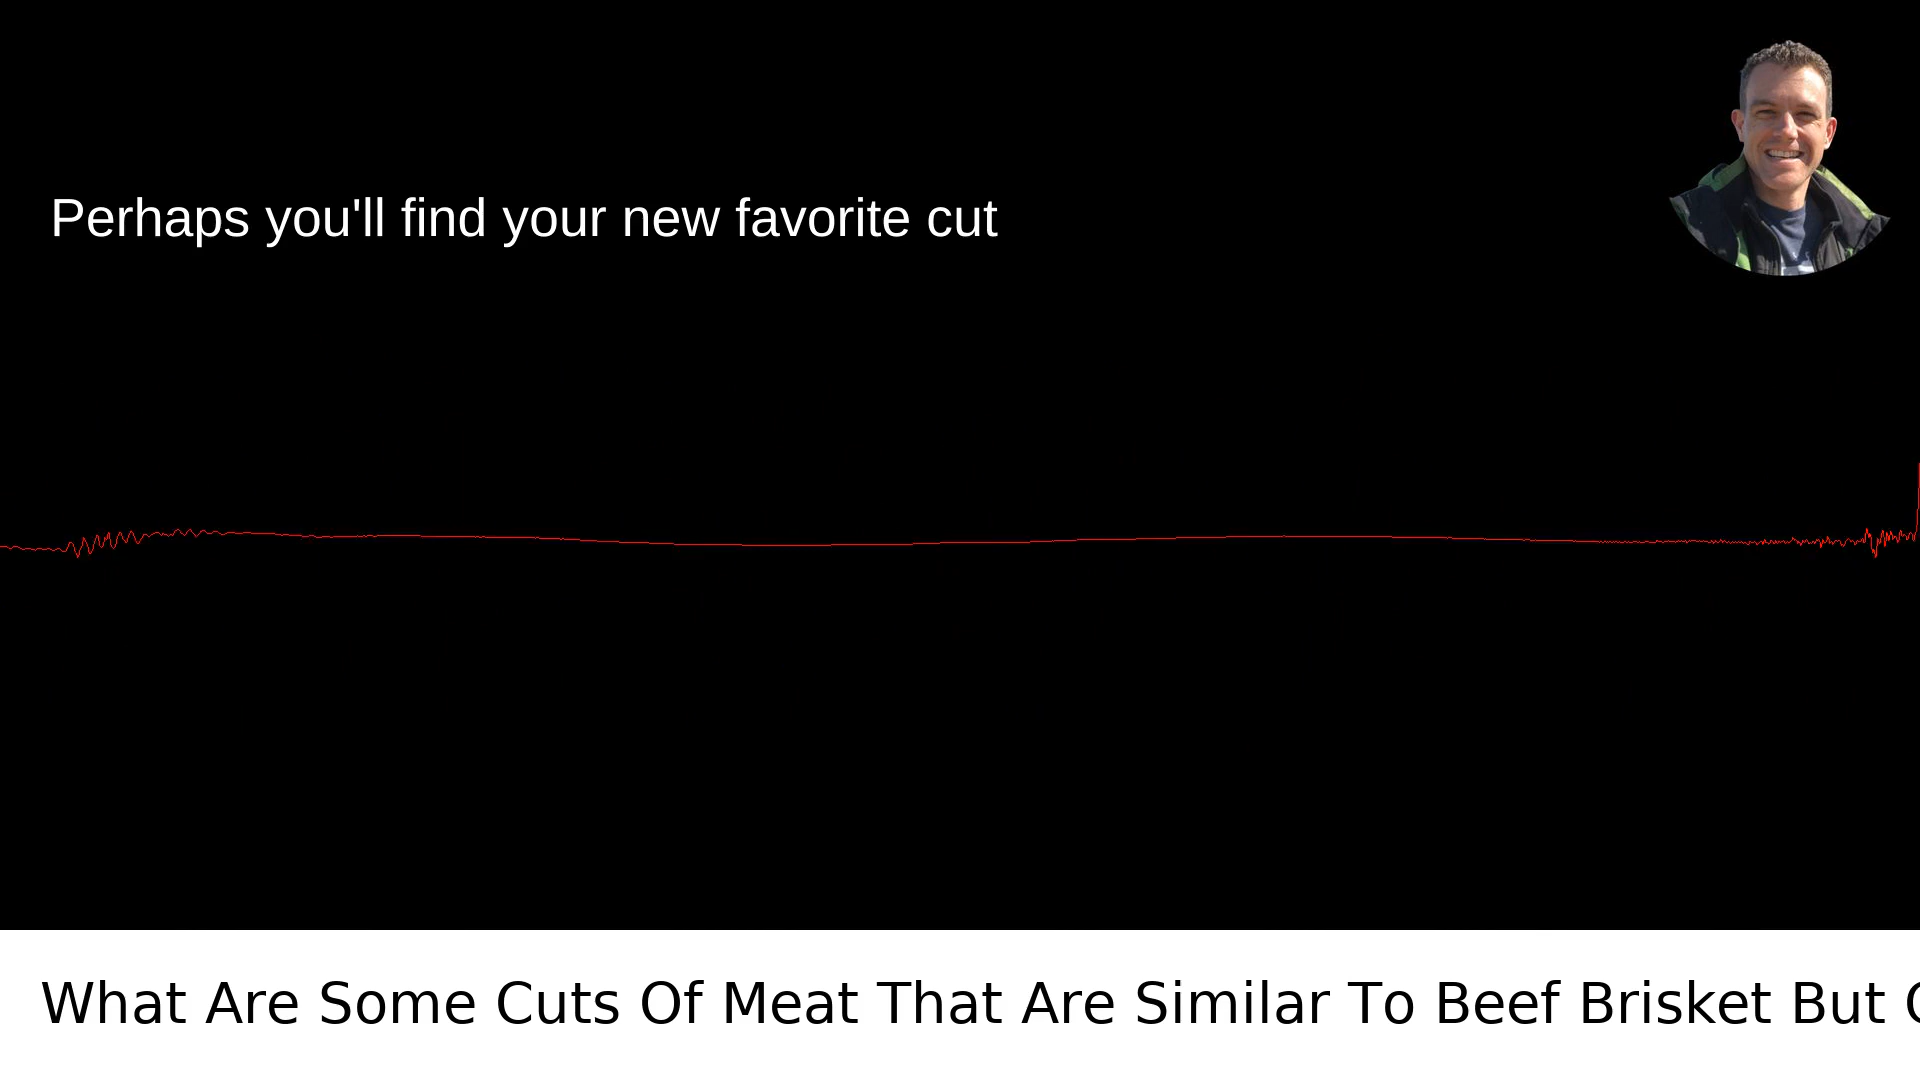 Perhaps you'll find your new favorite cut
What Are Some Cuts Of Meat That Are Similar To Beef Brisket But